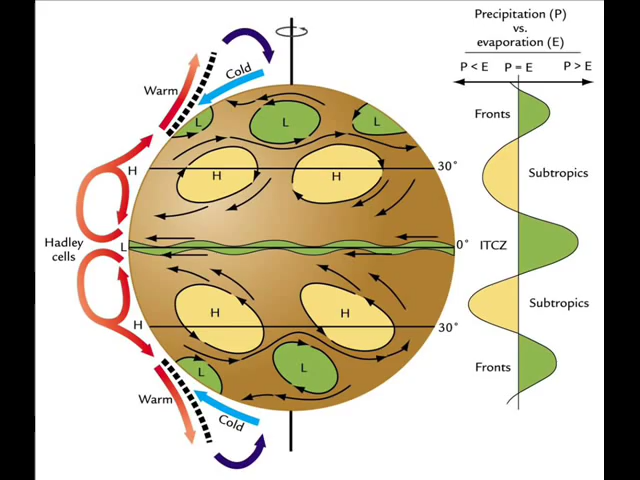 Precipitation (P)
vs.
evaporation (E)
P < E P = E P > E
Cold
Warm
L
L
L
Fronts
H
H
H
30°
Subtropics
Hadley
cells
L
0°
ITCZ
H
H
H
30°
Subtropics
L
L
Fronts
Warm
Cold